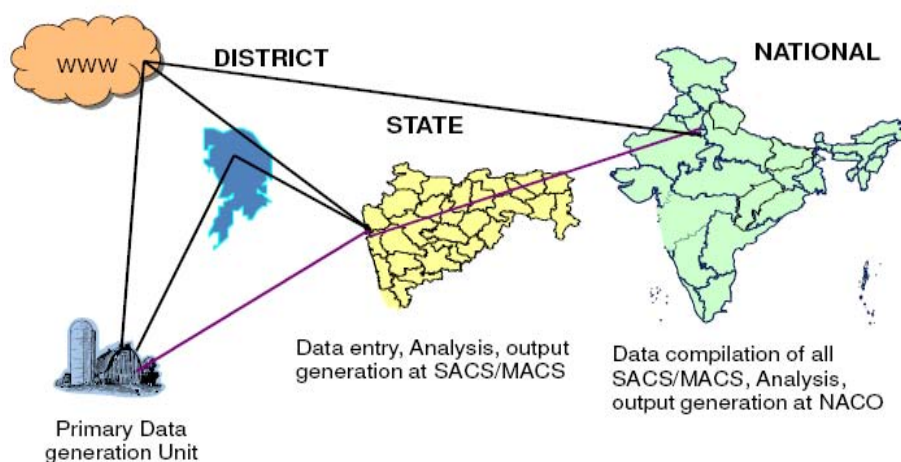 www
DISTRICT
NATIONAL
STATE
Data entry, Analysis, output
generation at SACS/MACS
Data compilation of all
SACS/MACS, Analysis,
output generation at NACO
Primary Data
generation Unit